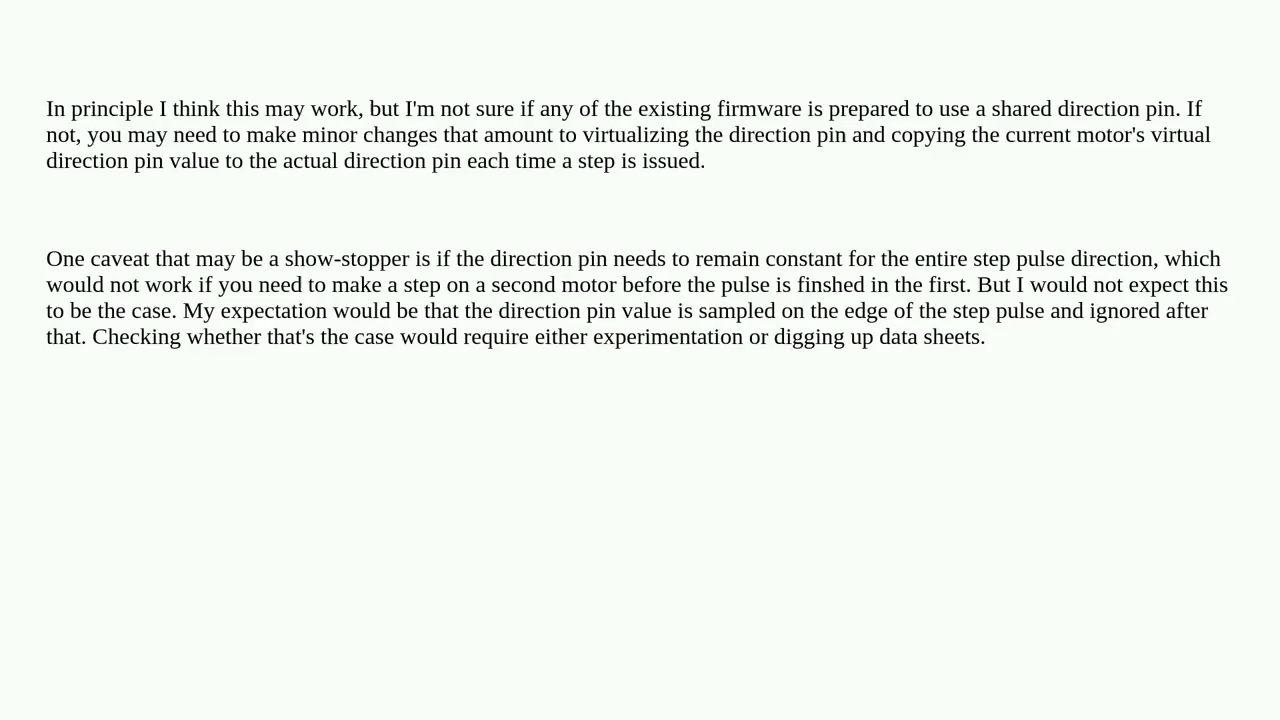 In principle I think this may work, but I'm not sure if any of the existing firmware is prepared to use a shared direction pin. If
not, you may need to make minor changes that amount to virtualizing the direction pin and copying the current motor's virtual
direction pin value to the actual direction pin each time a step is issued.
One caveat that may be a show-stopper is if the direction pin needs to remain constant for the entire step pulse direction, which
would not work if you need to make a step on a second motor before the pulse is finshed in the first. But I would not expect this
to be the case. My expectation would be that the direction pin value is sampled on the edge of the step pulse and ignored after
that. Checking whether that's the case would require either experimentation or digging up data sheets.